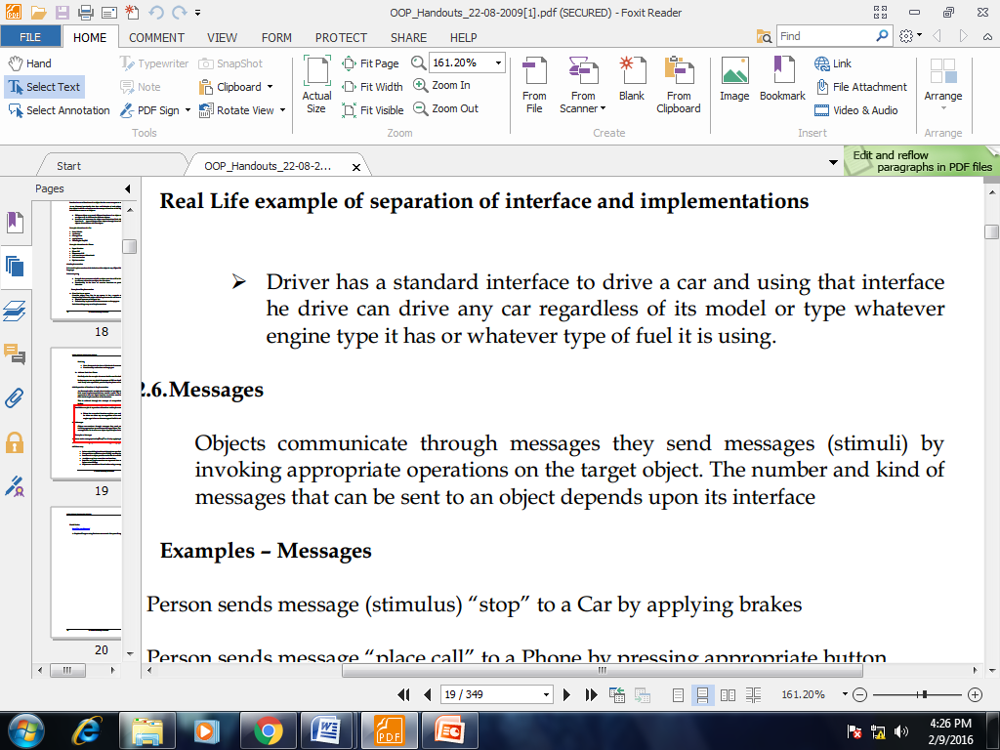 OOP_Handouts_22-08-2009[1].pdf (SECURED) - Foxit Reader
FILE HOME COMMENT VIEW FORM PROTECT SHARE HELP Find
Hand Typewriter SnapShot Fit Page 161.20% Link
Select Text Note Clipboard Fit Width Zoom In File Attachment
Select Annotation PDF Sign Rotate View Fit Visible Zoom Out Video & Audio
Actual Size From File From Scanner Blank From Clipboard Image Bookmark Arrange
Tools Zoom Create Insert Arrange
Start OOP_Handouts_22-08-2... Edit and reflow
paragraphs in PDF files
Pages
18
19
20
Real Life example of separation of interface and implementations
Driver has a standard interface to drive a car and using that interface
he drive can drive any car regardless of its model or type whatever
engine type it has or whatever type of fuel it is using.
2.6.Messages
Objects communicate through messages they send messages (stimuli) by
invoking appropriate operations on the target object. The number and kind of
messages that can be sent to an object depends upon its interface
Examples – Messages
Person sends message (stimulus) “stop” to a Car by applying brakes
Person sends message “place call” to a Phone by pressing appropriate button
19 / 349 161.20%
PDF
4:26 PM
2/9/2016